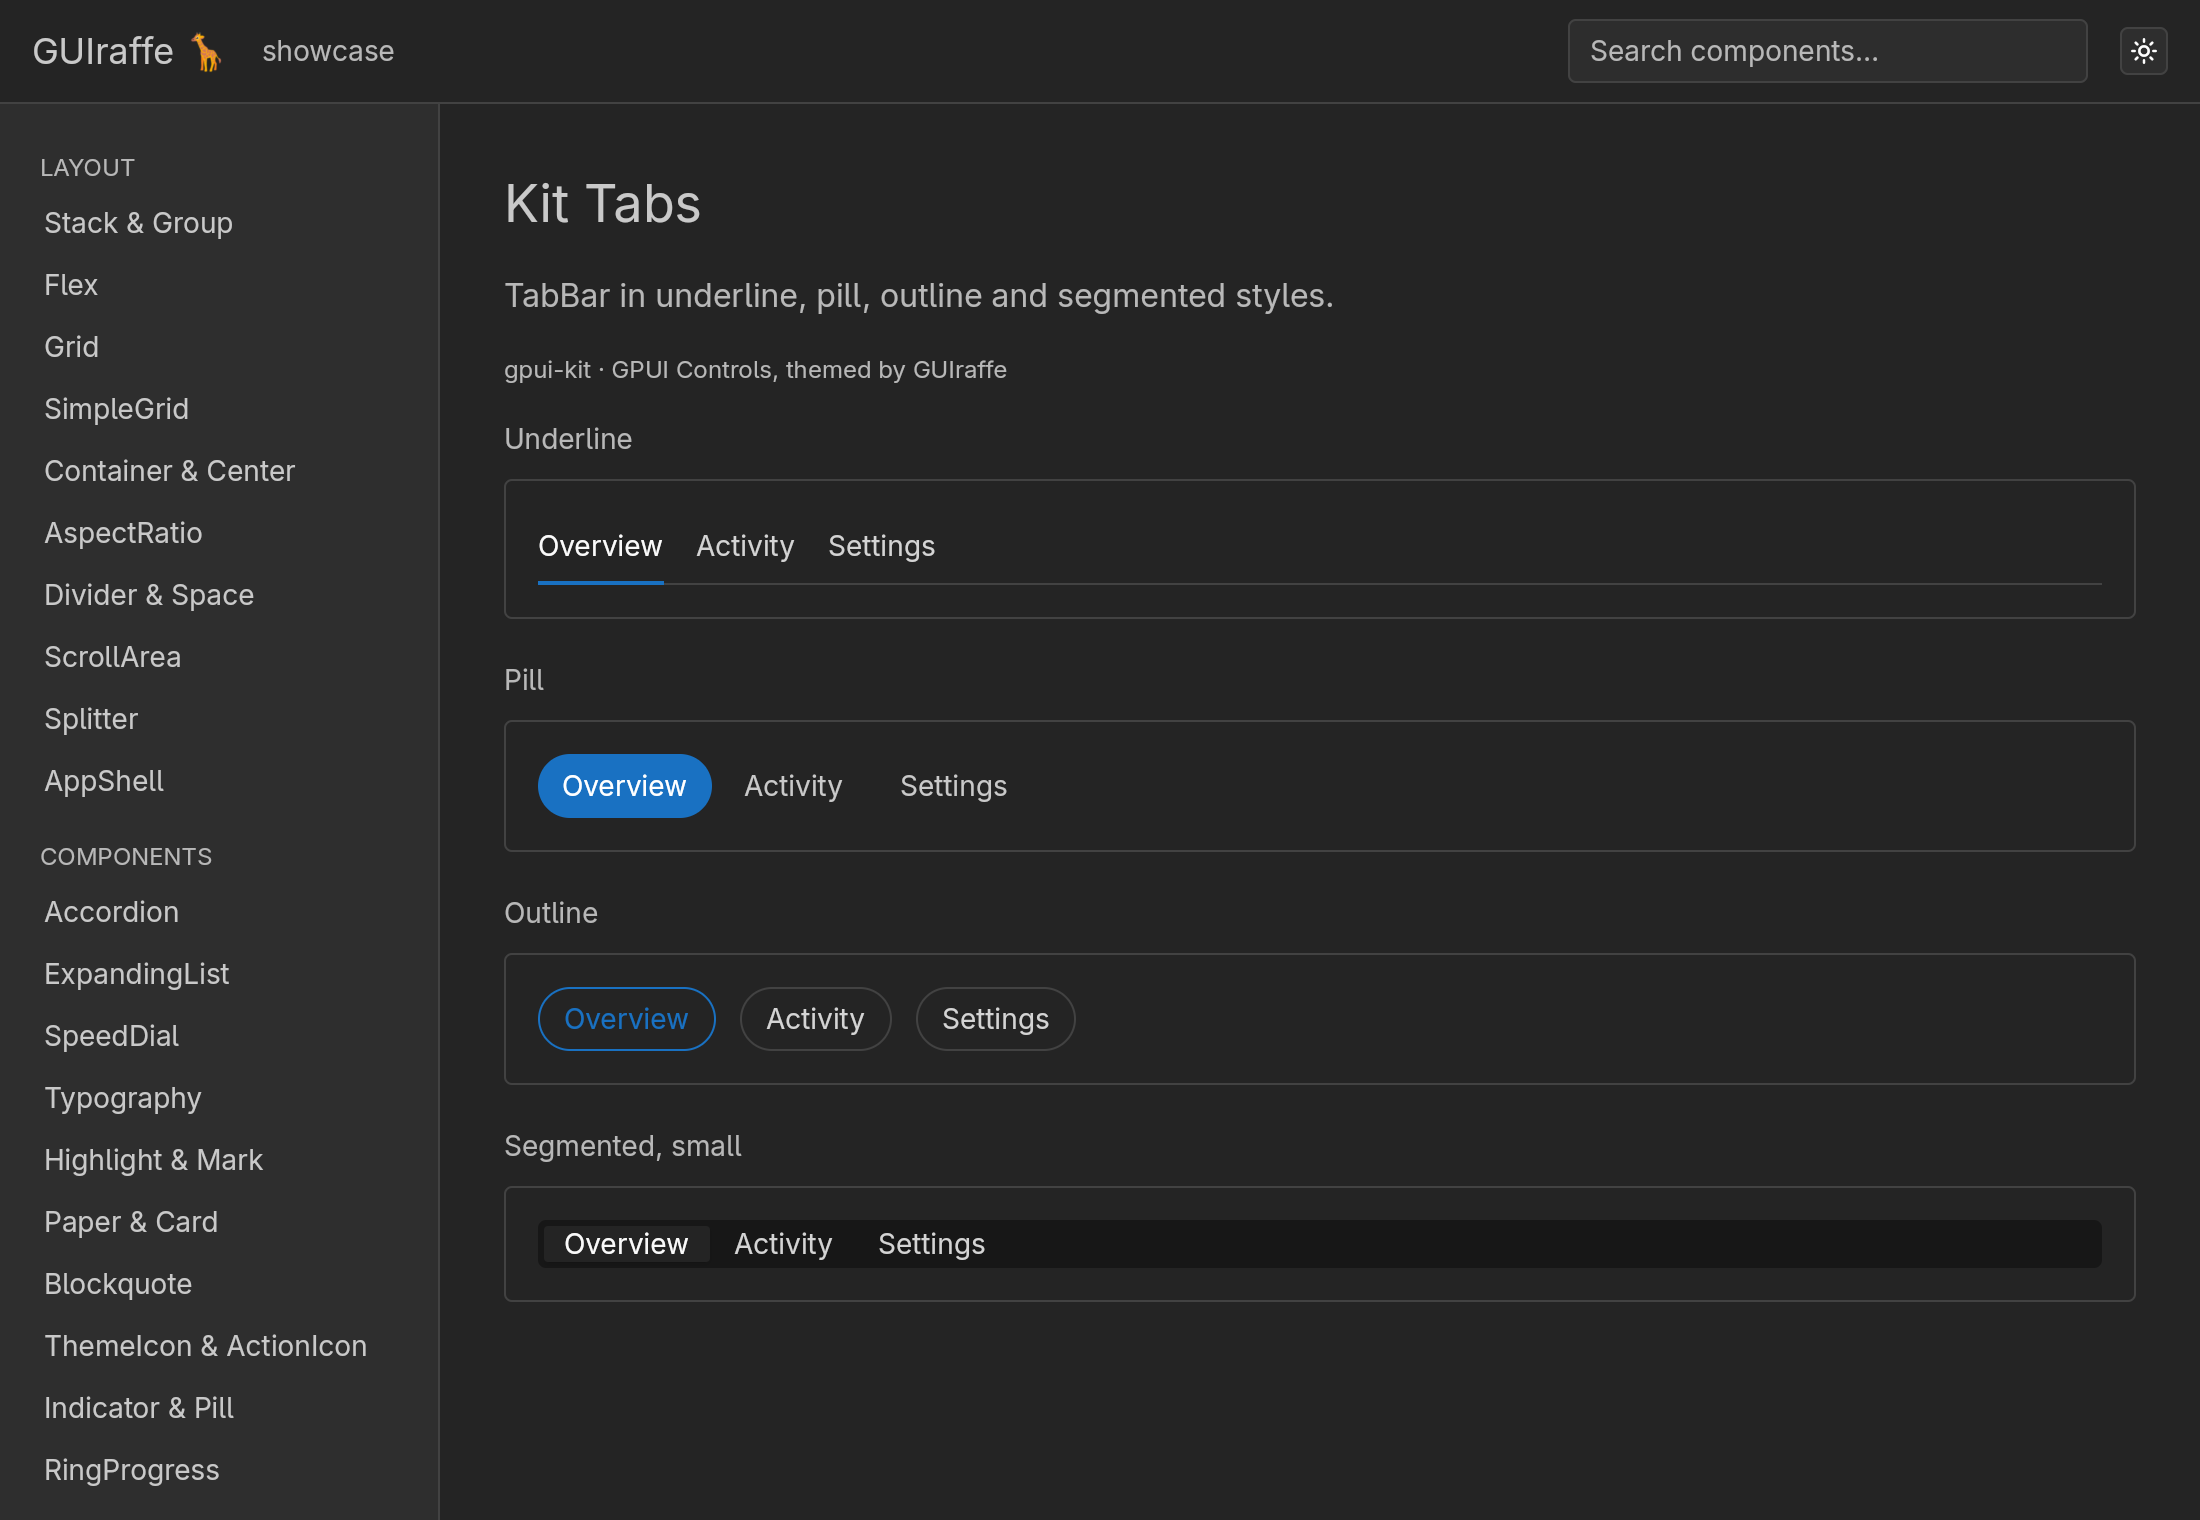 GUIraffe 🦒 showcase Search components...
LAYOUT
Stack & Group
Flex
Grid
SimpleGrid
Container & Center
AspectRatio
Divider & Space
ScrollArea
Splitter
AppShell
COMPONENTS
Accordion
ExpandingList
SpeedDial
Typography
Highlight & Mark
Paper & Card
Blockquote
ThemeIcon & ActionIcon
Indicator & Pill
RingProgress
Kit Tabs
TabBar in underline, pill, outline and segmented styles.
gpui-kit · GPUI Controls, themed by GUIraffe
Underline
Overview Activity Settings
Pill
Overview Activity Settings
Outline
Overview Activity Settings
Segmented, small
Overview Activity Settings